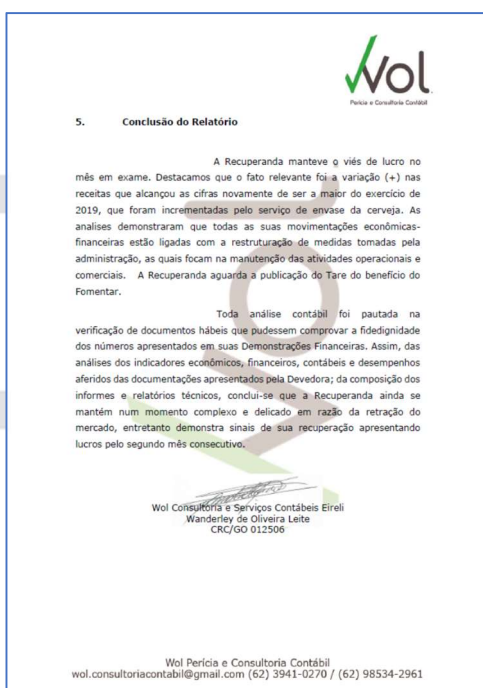 Wol
Perícia e Consultoria Contábil
5. Conclusão do Relatório
A Recuperanda manteve o viés de lucro no
mês em exame. Destacamos que o fato relevante foi a variação (+) nas
receitas que alcançou as cifras novamente de ser a maior do exercício de
2019, que foram incrementadas pelo serviço de envase da cerveja. As
analises demonstraram que todas as suas movimentações econômicas-
financeiras estão ligadas com a restruturação de medidas tomadas pela
administração, as quais focam na manutenção das atividades operacionais e
comerciais. A Recuperanda aguarda a publicação do Tare do benefício do
Fomentar.
Toda análise contábil foi pautada na
verificação de documentos hábeis que pudessem comprovar a fidedignidade
dos números apresentados em suas Demonstrações Financeiras. Assim, das
análises dos indicadores econômicos, financeiros, contábeis e desempenhos
aferidos das documentações apresentados pela Devedora; da composição dos
informes e relatórios técnicos, conclui-se que a Recuperanda ainda se
mantém num momento complexo e delicado em razão da retração do
mercado, entretanto demonstra sinais de sua recuperação apresentando
lucros pelo segundo mês consecutivo.
Wol Consultoria e Serviços Contábeis Eireli
Wanderley de Oliveira Leite
CRC/GO 012506
Wol Perícia e Consultoria Contábil
wol.consultoriacontabil@gmail.com (62) 3941-0270 / (62) 98534-2961